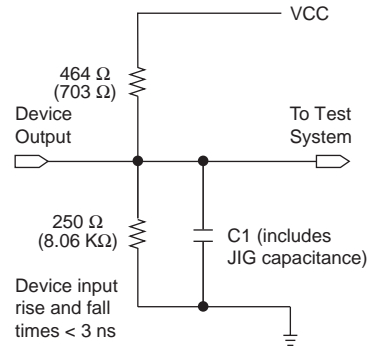 VCC
464 Ω
(703 Ω)
Device
Output
To Test
System
250 Ω
(8.06 KΩ)
C1 (includes
JIG capacitance)
Device input
rise and fall
times < 3 ns